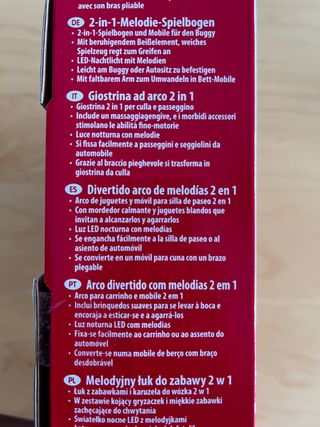 avec son bras pliable
DE 2-in-1-Melodie-Spielbogen
• 2-in-1-Spielbogen und Mobile für den Buggy
• Mit beruhigendem Beißelement, weiches
Spielzeug regt zum Greifen an
• LED-Nachtlicht mit Melodien
• Leicht am Buggy oder Autositz zu befestigen
• Mit faltbarem Arm zum Umwandeln in Bett-Mobile
IT Giostrina ad arco 2 in 1
• Giostrina 2 in 1 per culla e passeggino
• Include un massaggiagengive, e i morbidi accessori
stimolano le abilità fino-motorie
• Luce notturna con melodie
• Si fissa facilmente a passeggini e seggiolini da
automobile
• Grazie al braccio pieghevole si trasforma in
giostrina da culla
ES Divertido arco de melodías 2 en 1
• Arco de juguetes y móvil para silla de paseo 2 en 1
• Con mordedor calmante y juguetes blandos que
invitan a alcanzarlos y agarrarlos
• Luz LED nocturna con melodías
• Se engancha fácilmente a la silla de paseo o al
asiento de automóvil
• Se convierte en un móvil para cuna con un brazo
plegable
PT Arco divertido com melodias 2 em 1
• Arco para carrinho e mobile 2 em 1
• Inclui brinquedos suaves para se levar à boca e
encoraja a esticar-se e a agarrá-los
• Luz noturna LED com melodias
• Fixa-se facilmente ao carrinho ou ao assento do
automóvel
• Converte-se numa mobile de berço com braço
desdobrável
PL Melodyjny łuk do zabawy 2 w 1
• Łuk z zabawkami i karuzela do wózka 2 w 1
• W zestawie kojący gryzaczek i miękkie zabawki
zachęcające do chwytania
• Światełko nocne LED z melodyjkami